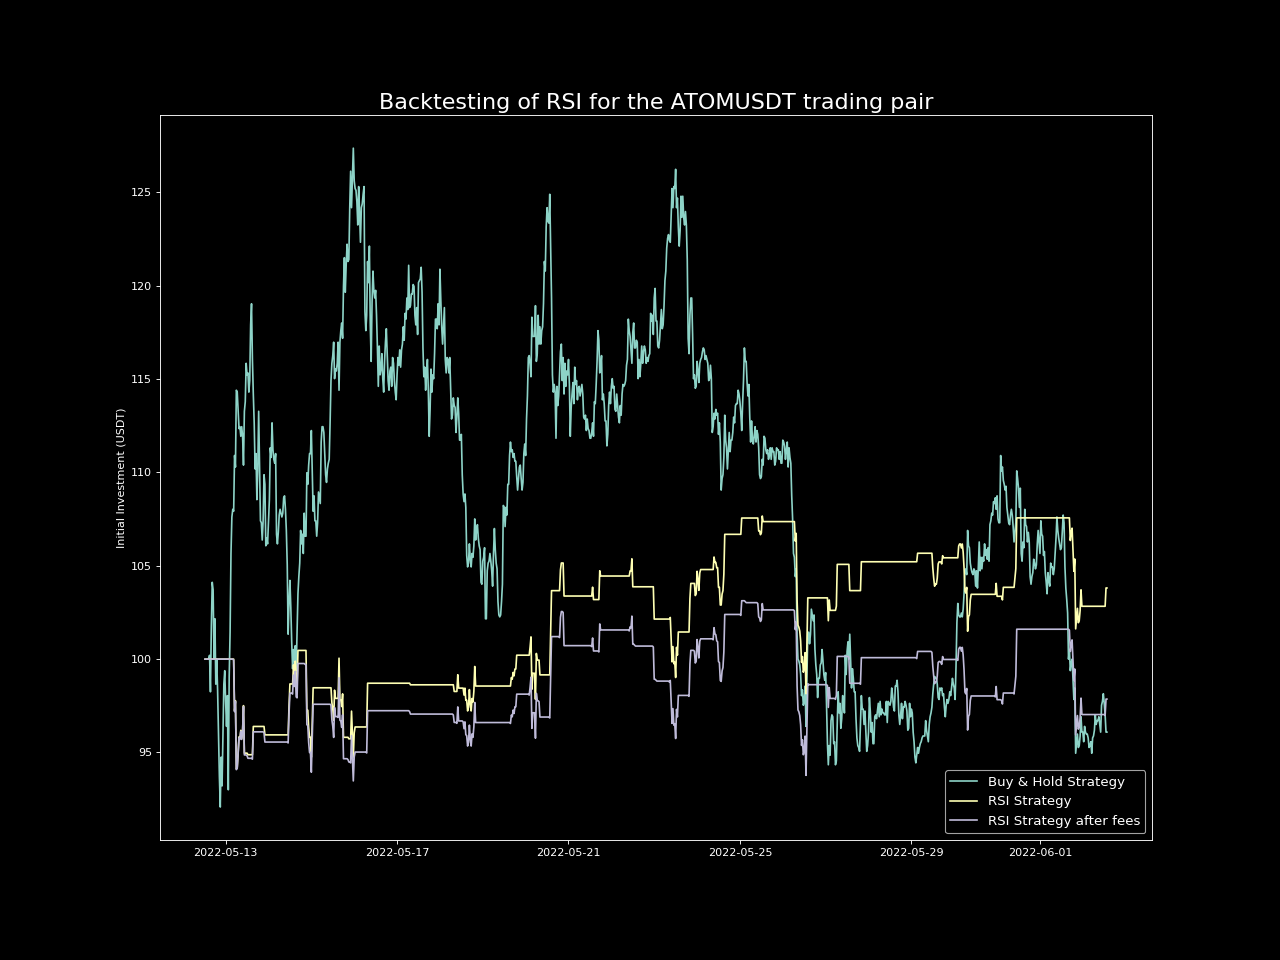 Backtesting of RSI for the ATOMUSDT trading pair
Initial Investment (USDT)
125
120
115
110
105
100
95
2022-05-13
2022-05-17
2022-05-21
2022-05-25
2022-05-29
2022-06-01
Buy & Hold Strategy
RSI Strategy
RSI Strategy after fees